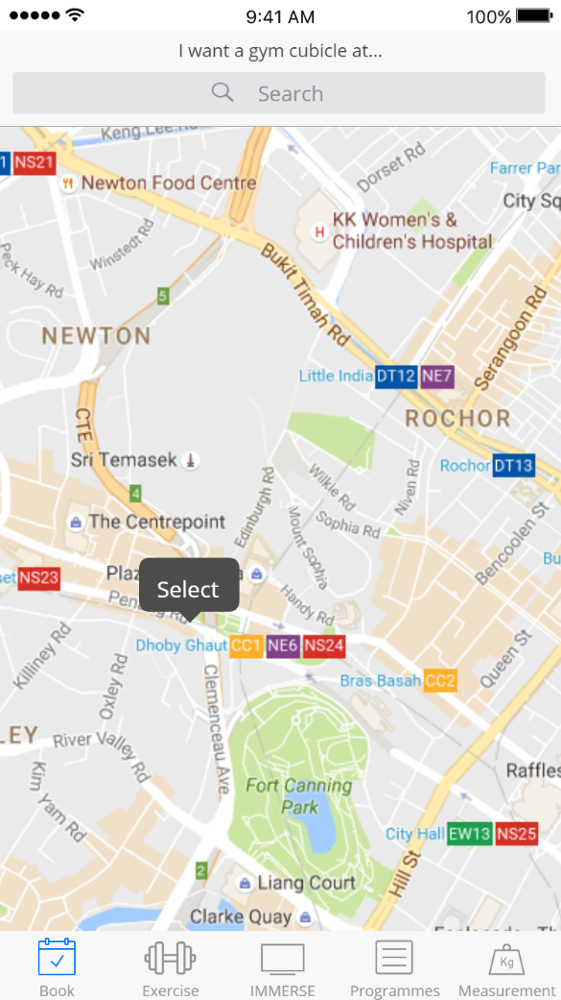 9:41 AM
100%
I want a gym cubicle at...
Search
Keng Lee Rd
1 NS21
Newton Food Centre
Dorset Rd
Farrer Par
City Sq
KK Women's &
Children's Hospital
Winstedt Rd
Peck Hay Rd
Bukit Timah Rd
5
NEWTON
Serangoon Rd
Little India DT12 NE7
ROCHOR
CTE
Sri Temasek
Rochor DT13
Edinburgh Rd
Wilkie Rd
Niven Rd
4
Label
Sophia Rd
The Centrepoint
Mount Sophia
Bencoolen St
Bu
set NS23
Plaz
a
Select
Penang Rd
Handy Rd
Dhoby Ghaut CC1 NE6 NS24
Killiney Rd
Oxley Rd
Clemenceau Ave
Queen St
Bras Basah CC2
LEY
River Valley Rd
Kim Yam Rd
Raffles
Fort Canning
Park
City Hall EW13 NS25
Hill St
2
Liang Court
Clarke Quay
Book
Exercise
IMMERSE
Programmes
Measurement
Kg